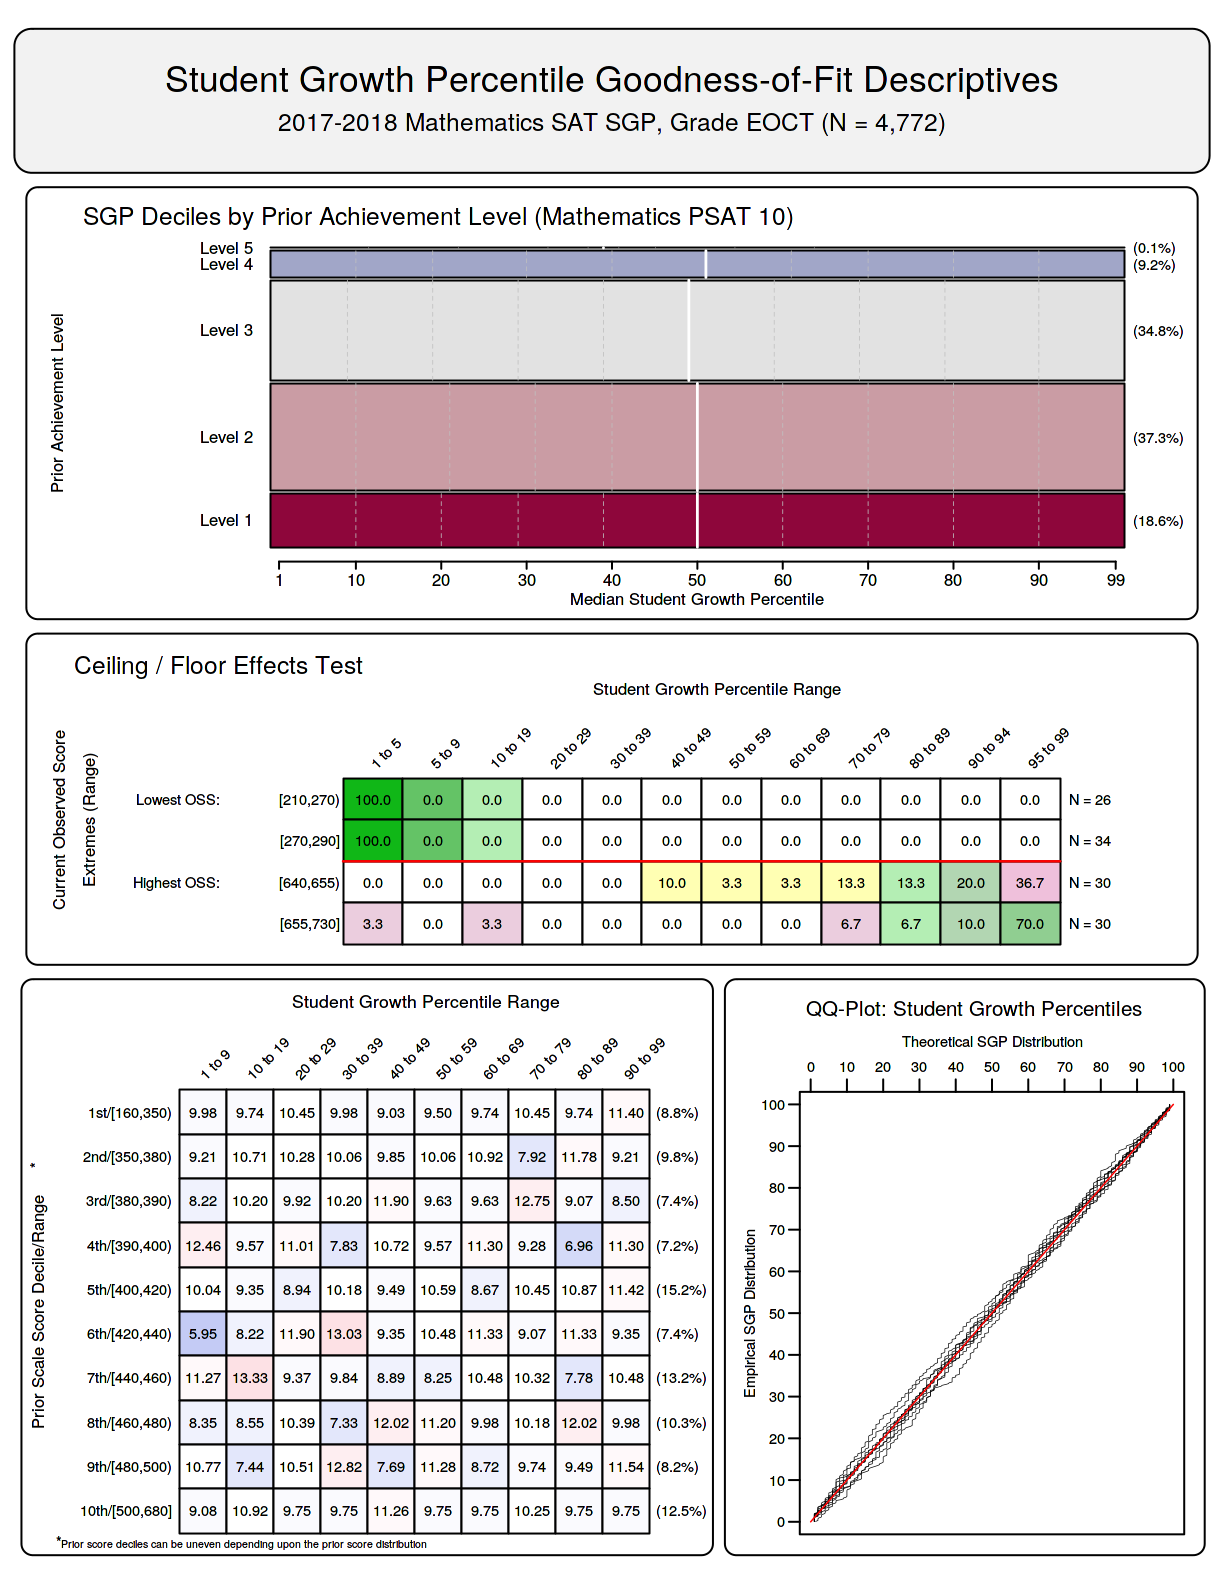 Student Growth Percentile Goodness-of-Fit Descriptives
2017-2018 Mathematics SAT SGP, Grade EOCT (N = 4,772)
SGP Deciles by Prior Achievement Level (Mathematics PSAT 10)
Prior Achievement Level
Level 5 (0.1%)
Level 4 (9.2%)
Level 3 (34.8%)
Level 2 (37.3%)
Level 1 (18.6%)
1 10 20 30 40 50 60 70 80 90 99
Median Student Growth Percentile
Ceiling / Floor Effects Test
Student Growth Percentile Range
Current Observed Score
Extremes (Range)
1 to 5 5 to 9 10 to 19 20 to 29 30 to 39 40 to 49 50 to 59 60 to 69 70 to 79 80 to 89 90 to 94 95 to 99
Lowest OSS: [210,270) 100.0 0.0 0.0 0.0 0.0 0.0 0.0 0.0 0.0 0.0 0.0 0.0 N = 26
[270,290] 100.0 0.0 0.0 0.0 0.0 0.0 0.0 0.0 0.0 0.0 0.0 0.0 N = 34
Highest OSS: [640,655) 0.0 0.0 0.0 0.0 0.0 10.0 3.3 3.3 13.3 13.3 20.0 36.7 N = 30
[655,730] 3.3 0.0 3.3 0.0 0.0 0.0 0.0 0.0 6.7 6.7 10.0 70.0 N = 30
Student Growth Percentile Range
Prior Scale Score Decile/Range *
1 to 9 10 to 19 20 to 29 30 to 39 40 to 49 50 to 59 60 to 69 70 to 79 80 to 89 90 to 99
1st/[160,350) 9.98 9.74 10.45 9.98 9.03 9.50 9.74 10.45 9.74 11.40 (8.8%)
2nd/[350,380) 9.21 10.71 10.28 10.06 9.85 10.06 10.92 7.92 11.78 9.21 (9.8%)
3rd/[380,390) 8.22 10.20 9.92 10.20 11.90 9.63 9.63 12.75 9.07 8.50 (7.4%)
4th/[390,400) 12.46 9.57 11.01 7.83 10.72 9.57 11.30 9.28 6.96 11.30 (7.2%)
5th/[400,420) 10.04 9.35 8.94 10.18 9.49 10.59 8.67 10.45 10.87 11.42 (15.2%)
6th/[420,440) 5.95 8.22 11.90 13.03 9.35 10.48 11.33 9.07 11.33 9.35 (7.4%)
7th/[440,460) 11.27 13.33 9.37 9.84 8.89 8.25 10.48 10.32 7.78 10.48 (13.2%)
8th/[460,480) 8.35 8.55 10.39 7.33 12.02 11.20 9.98 10.18 12.02 9.98 (10.3%)
9th/[480,500) 10.77 7.44 10.51 12.82 7.69 11.28 8.72 9.74 9.49 11.54 (8.2%)
10th/[500,680] 9.08 10.92 9.75 9.75 11.26 9.75 9.75 10.25 9.75 9.75 (12.5%)
*Prior score deciles can be uneven depending upon the prior score distribution
QQ-Plot: Student Growth Percentiles
Theoretical SGP Distribution
0 10 20 30 40 50 60 70 80 90 100
Empirical SGP Distribution
100
90
80
70
60
50
40
30
20
10
0